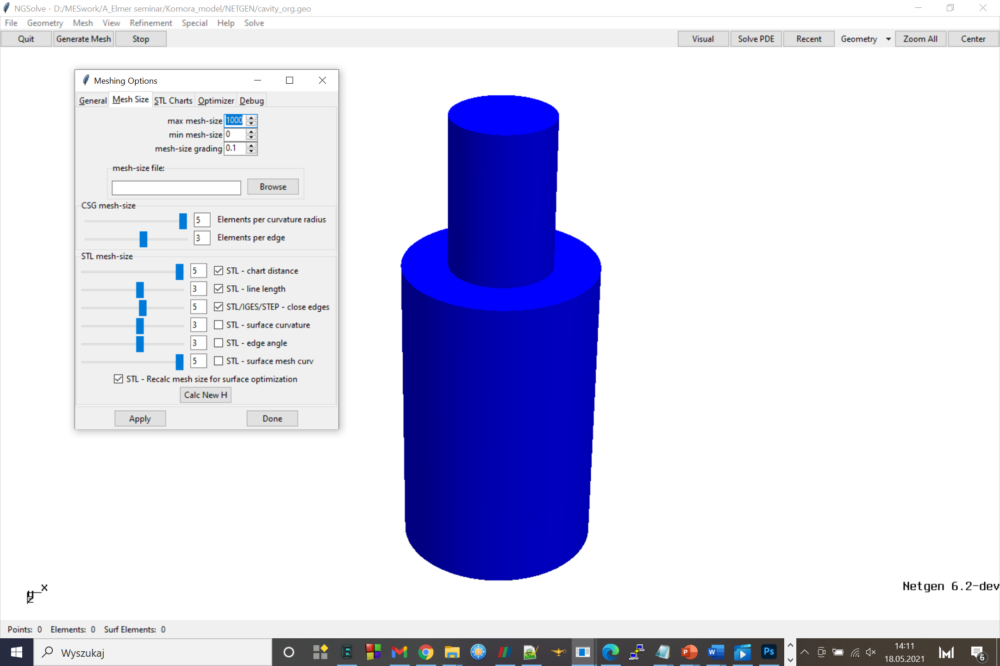 NGSolve - D:/MESwork/A_Elmer seminar/Komora_model/NETGEN/cavity_org.geo
File Geometry Mesh View Refinement Special Help Solve
Quit Generate Mesh Stop Visual Solve PDE Recent Geometry Zoom All Center
Meshing Options
General Mesh Size STL Charts Optimizer Debug
max mesh-size 1000
min mesh-size 0
mesh-size grading 0.1
mesh-size file:
Browse
CSG mesh-size
5 Elements per curvature radius
3 Elements per edge
STL mesh-size
5 STL - chart distance
3 STL - line length
5 STL/IGES/STEP - close edges
3 STL - surface curvature
3 STL - edge angle
5 STL - surface mesh curv
STL - Recalc mesh size for surface optimization
Calc New H
Apply Done
x
y
z
Netgen 6.2-dev
Points: 0 Elements: 0 Surf Elements: 0
Wyszukaj
E
P
W
Ps
14:11
18.05.2021
6